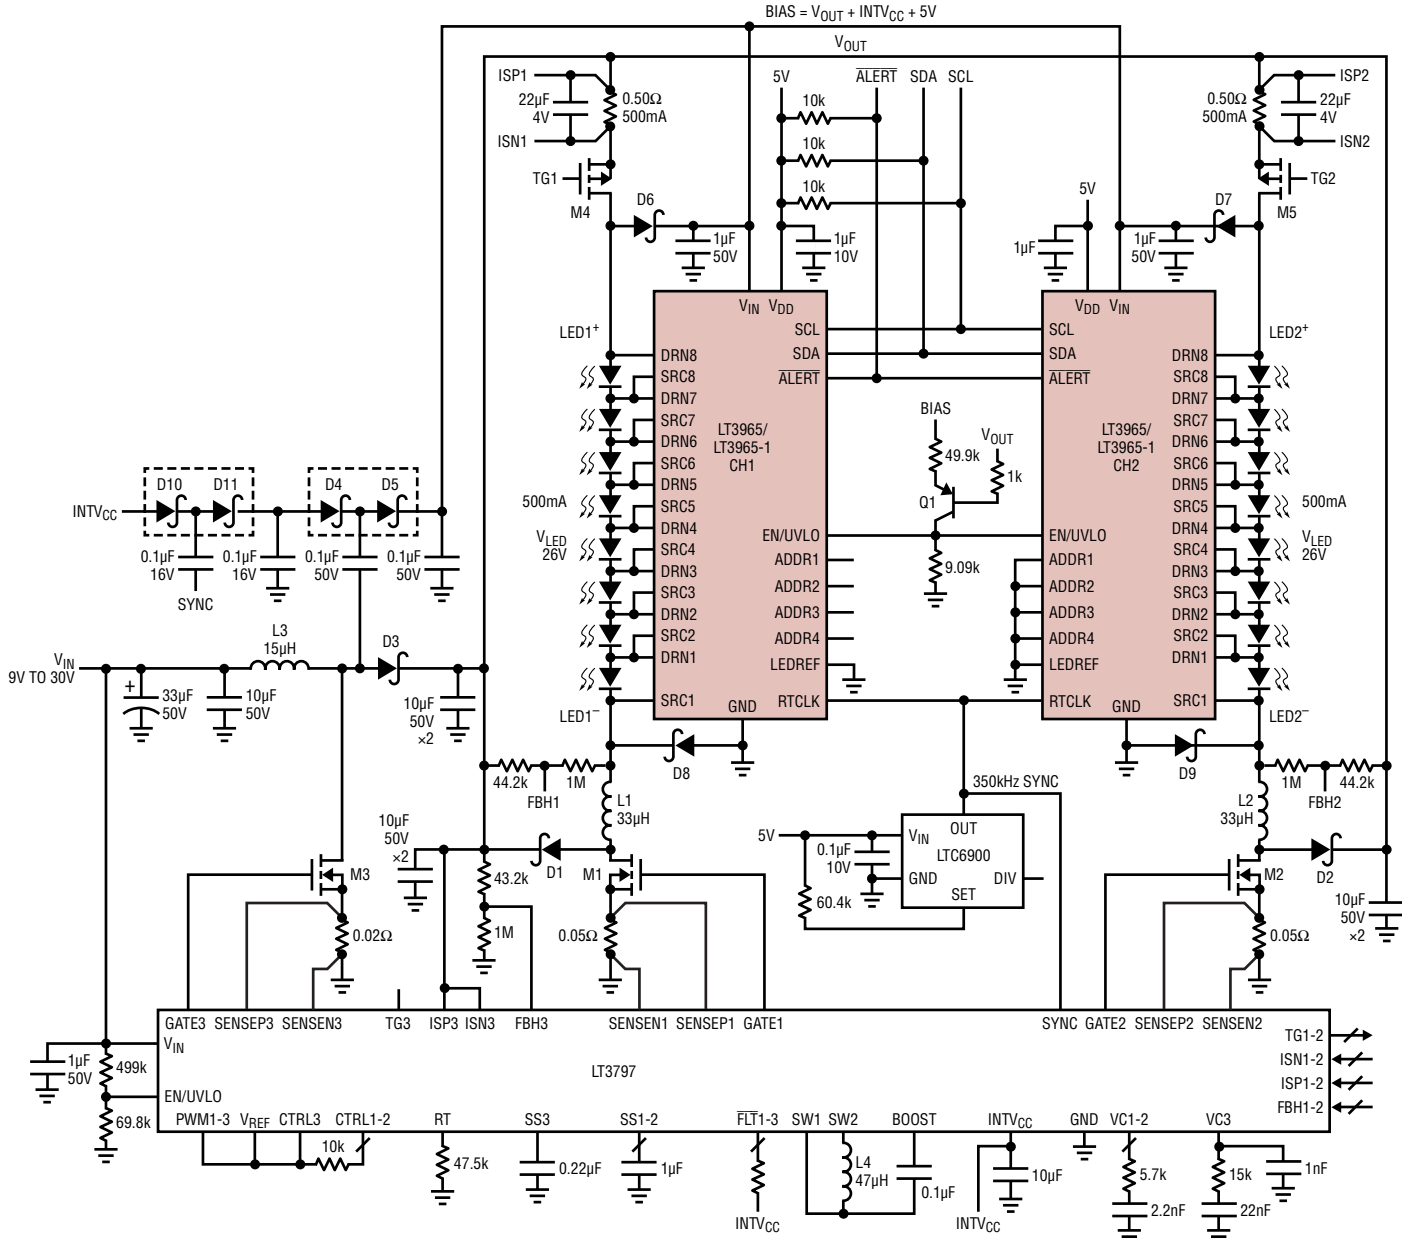 BIAS = VOUT + INTVCC + 5V
VOUT
ISP1
22µF
4V
ISN1
0.50Ω
500mA
TG1
M4
D6
1µF
50V
5V
ALERT
SDA
SCL
10k
10k
10k
1µF
10V
5V
1µF
1µF
50V
D7
0.50Ω
500mA
22µF
4V
ISP2
ISN2
TG2
M5
LED1+
VIN
VDD
SCL
SDA
ALERT
DRN8
SRC8
DRN7
SRC7
DRN6
SRC6
DRN5
SRC5
DRN4
SRC4
DRN3
SRC3
DRN2
SRC2
DRN1
SRC1
LT3965/
LT3965-1
CH1
EN/UVLO
ADDR1
ADDR2
ADDR3
ADDR4
LEDREF
RTCLK
GND
500mA
VLED
26V
LED1–
BIAS
49.9k
VOUT
1k
Q1
9.09k
VDD
VIN
SCL
SDA
ALERT
LT3965/
LT3965-1
CH2
EN/UVLO
ADDR1
ADDR2
ADDR3
ADDR4
LEDREF
RTCLK
GND
DRN8
SRC8
DRN7
SRC7
DRN6
SRC6
DRN5
SRC5
DRN4
SRC4
DRN3
SRC3
DRN2
SRC2
DRN1
SRC1
LED2+
500mA
VLED
26V
LED2–
INTVCC
D10
D11
D4
D5
0.1µF
16V
SYNC
0.1µF
16V
0.1µF
50V
0.1µF
50V
VIN
9V TO 30V
L3
15µH
D3
+
33µF
50V
10µF
50V
10µF
50V
×2
D8
44.2k
FBH1
1M
L1
33µH
10µF
50V
×2
D1
43.2k
1M
M3
0.02Ω
M1
0.05Ω
350kHz SYNC
5V
0.1µF
10V
60.4k
VIN
OUT
LTC6900
GND
DIV
SET
D9
1M
44.2k
FBH2
L2
33µH
M2
D2
0.05Ω
10µF
50V
×2
GATE3
SENSEP3
SENSEN3
TG3
ISP3
ISN3
FBH3
SENSEN1
SENSEP1
GATE1
SYNC
GATE2
SENSEP2
SENSEN2
VIN
EN/UVLO
LT3797
TG1-2
ISN1-2
ISP1-2
FBH1-2
1µF
50V
499k
69.8k
PWM1-3
VREF
CTRL3
CTRL1-2
RT
SS3
SS1-2
FLT1-3
SW1
SW2
BOOST
INTVCC
GND
VC1-2
VC3
10k
47.5k
0.22µF
1µF
INTVCC
L4
47µH
0.1µF
INTVCC
10µF
5.7k
2.2nF
15k
22nF
1nF